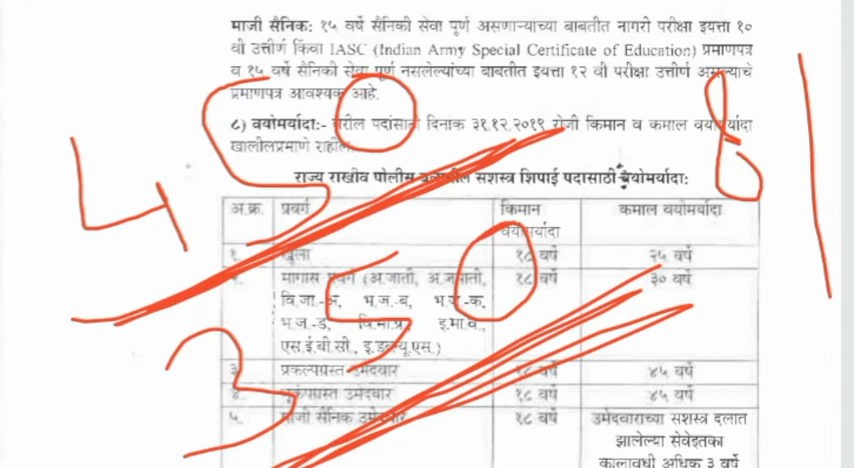 माजी सैनिक: १५ वर्षे सैनिकी सेवा पूर्ण असणाऱ्यांच्या बाबतीत नागरी परीक्षा इयत्ता १०
वी उत्तीर्ण किंवा IASC (Indian Army Special Certificate of Education) प्रमाणपत्र
व १५ वर्षे सैनिकी सेवा पूर्ण नसलेल्यांच्या बाबतीत इयत्ता १२ वी परीक्षा उत्तीर्ण असल्याचे
प्रमाणपत्र आवश्यक आहे.
८) वयोमर्यादा:- वरील पदांसाठी दिनाक ३१.१२.२०१९ रोजी किमान व कमाल वयोमर्यादा
खालीलप्रमाणे राहील.
राज्य राखीव पोलीस सशस्त्र शिपाई पदासाठी वयोमर्यादा:
अ.क्र. प्रवर्ग किमान वयोमर्यादा कमाल वयोमर्यादा
१. खुला १८ वर्षे २५ वर्षे
२. मागास प्रवर्ग (अ.जाती, अ.जमाती, १८ वर्षे ३० वर्षे
वि.जा.-अ, भ.ज.-ब, भ.ज.-क,
भ.ज.-ड, वि.मा.प्र., इ.मा.व.,
एस.ई.बी.सी., इ.डब्ल्यू.एस.)
३. प्रकल्पग्रस्त उमेदवार १८ वर्षे ४५ वर्षे
४. भूकंपग्रस्त उमेदवार १८ वर्षे ४५ वर्षे
५. माजी सैनिक उमेदवार १८ वर्षे उमेदवाराच्या सशस्त्र दलात
झालेल्या सेवेइतका
कालावधी अधिक ३ वर्षे
450
81
350